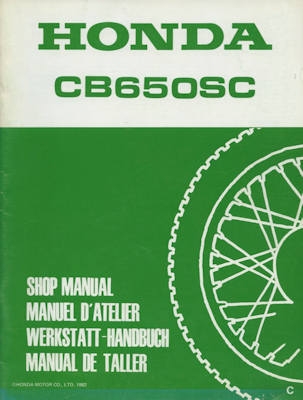 HONDA
CB650SC
SHOP MANUAL
MANUEL D'ATELIER
WERKSTATT-HANDBUCH
MANUAL DE TALLER
©HONDA MOTOR CO., LTD. 1982
C